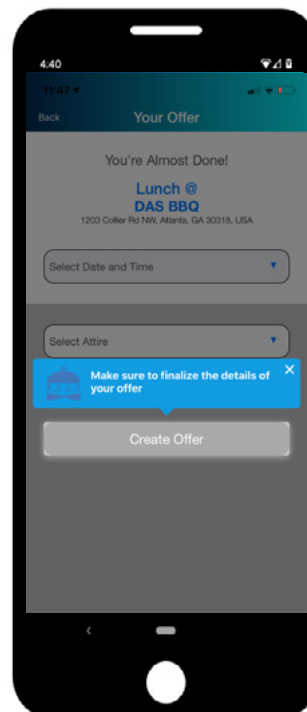 4:40
11:47
Back
Your Offer
You're Almost Done!
Lunch @
DAS BBQ
1203 Collier Rd NW, Atlanta, GA 30318, USA
Select Date and Time
Select Attire
Make sure to finalize the details of
your offer
Create Offer